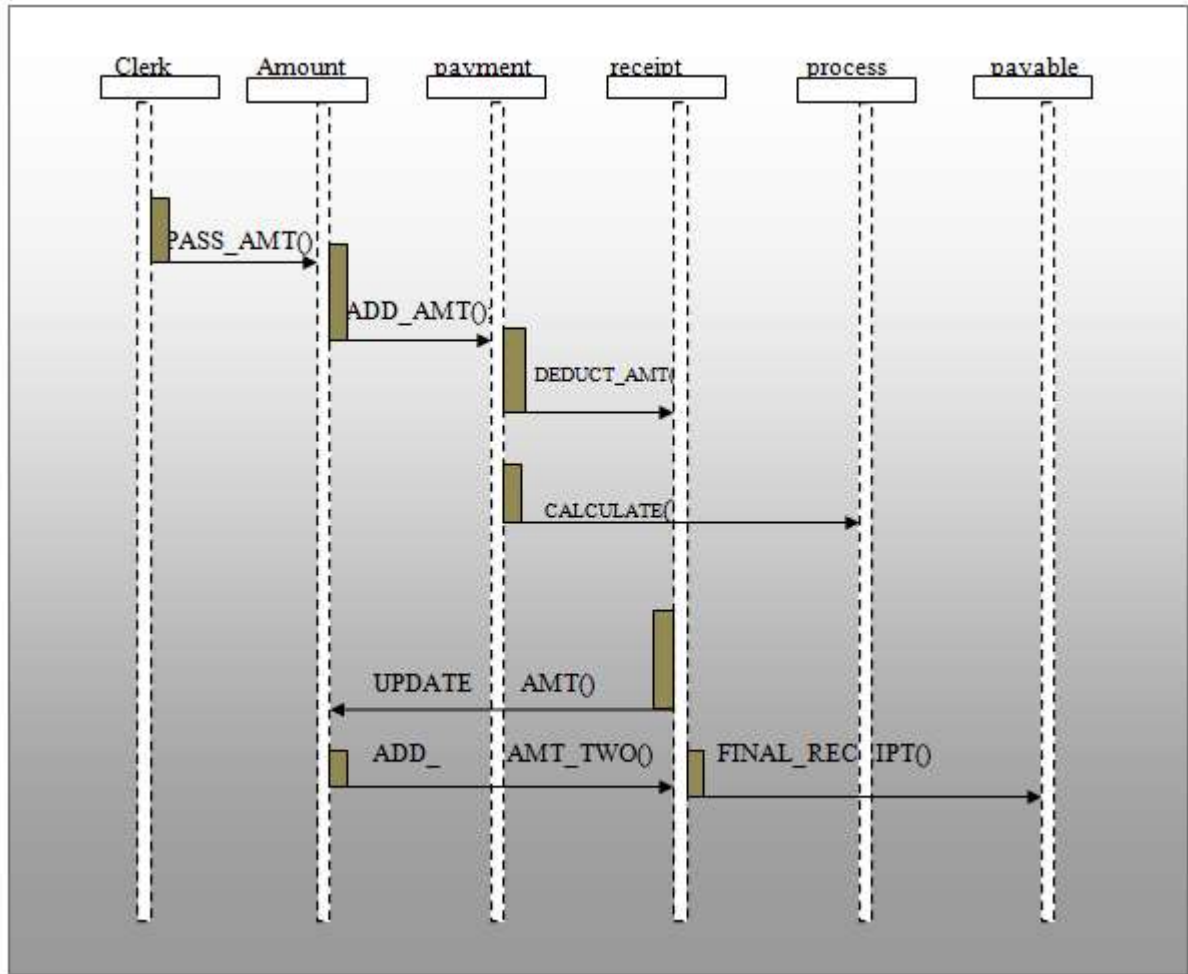 Clerk Amount payment receipt process payable
PASS_AMT()
ADD_AMT()
DEDUCT_AMT(
CALCULATE(
UPDATE AMT()
ADD_ AMT_TWO() FINAL_REC IPT()